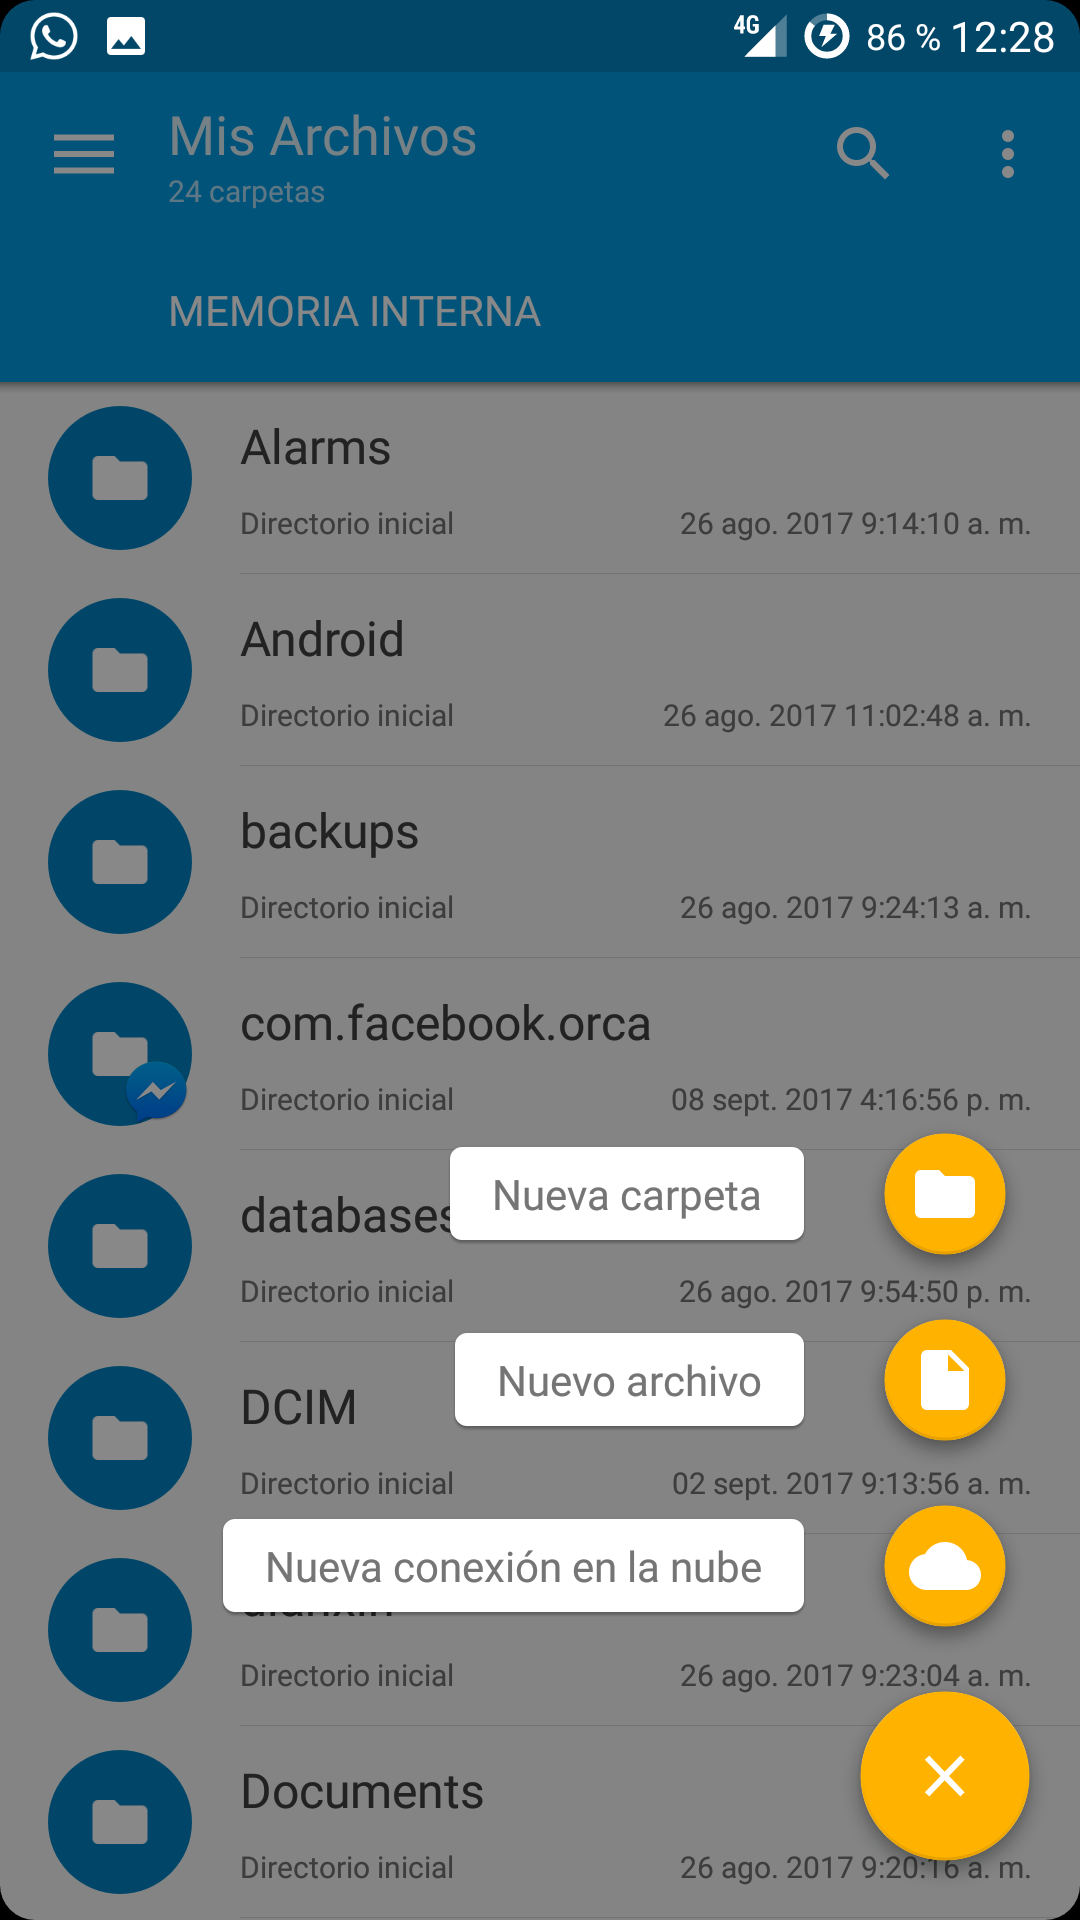 4G 86 % 12:28
Mis Archivos
24 carpetas
MEMORIA INTERNA
Alarms
Directorio inicial 26 ago. 2017 9:14:10 a. m.
Android
Directorio inicial 26 ago. 2017 11:02:48 a. m.
backups
Directorio inicial 26 ago. 2017 9:24:13 a. m.
com.facebook.orca
Directorio inicial 08 sept. 2017 4:16:56 p. m.
Nueva carpeta
databases
Directorio inicial 26 ago. 2017 9:54:50 p. m.
Nuevo archivo
DCIM
Directorio inicial 02 sept. 2017 9:13:56 a. m.
Nueva conexión en la nube
Directorio inicial 26 ago. 2017 9:23:04 a. m.
Documents
Directorio inicial 26 ago. 2017 9:20:16 a. m.